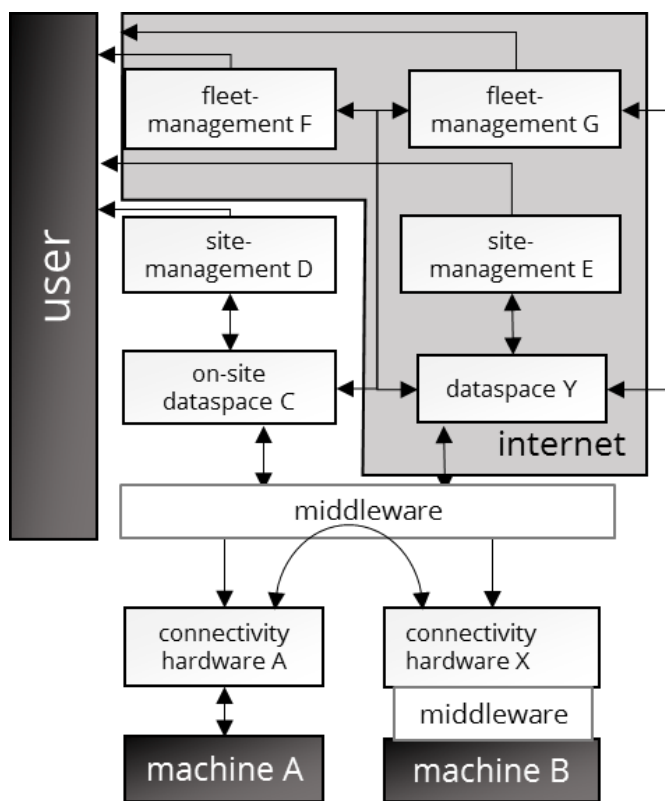 user
fleet-
management F
fleet-
management G
site-
management D
site-
management E
on-site
dataspace C
dataspace Y
internet
middleware
connectivity
hardware A
connectivity
hardware X
middleware
machine A
machine B